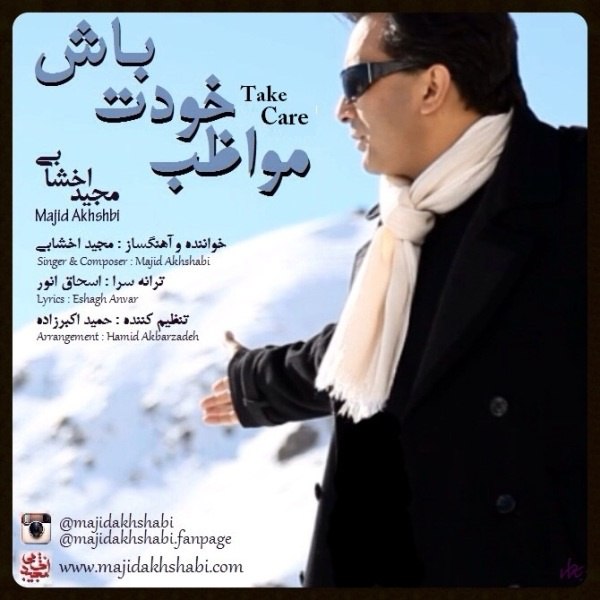 مواظب
خودت
باش
Take
Care
مجید اخشابی
Majid Akhshbi
خواننده و آهنگساز : مجید اخشابی
Singer & Composer : Majid Akhshabi
ترانه سرا : اسحاق انور
Lyrics : Eshagh Anvar
تنظیم کننده : حمید اکبرزاده
Arrangement : Hamid Akbarzadeh
@majidakhshabi
@majidakhshabi.fanpage
www.majidakhshabi.com